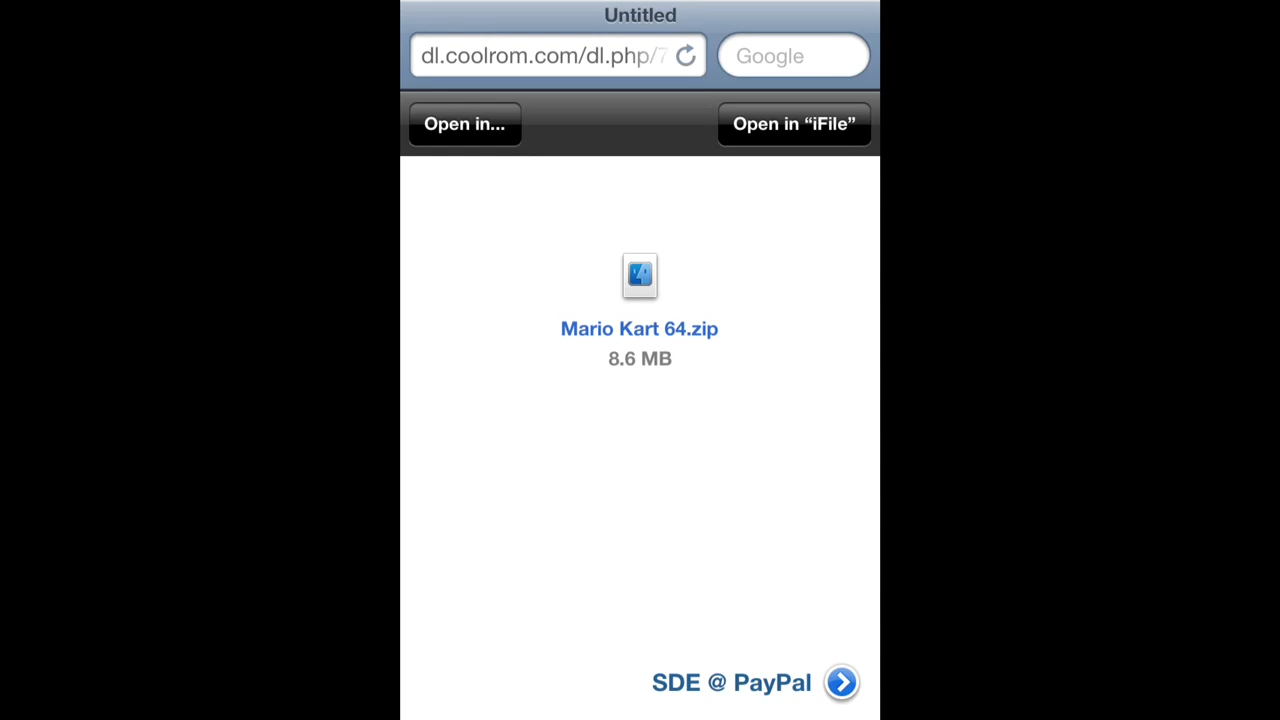 Untitled
dl.coolrom.com/dl.php/7
Google
Open in...
Open in “iFile”
Mario Kart 64.zip
8.6 MB
SDE @ PayPal